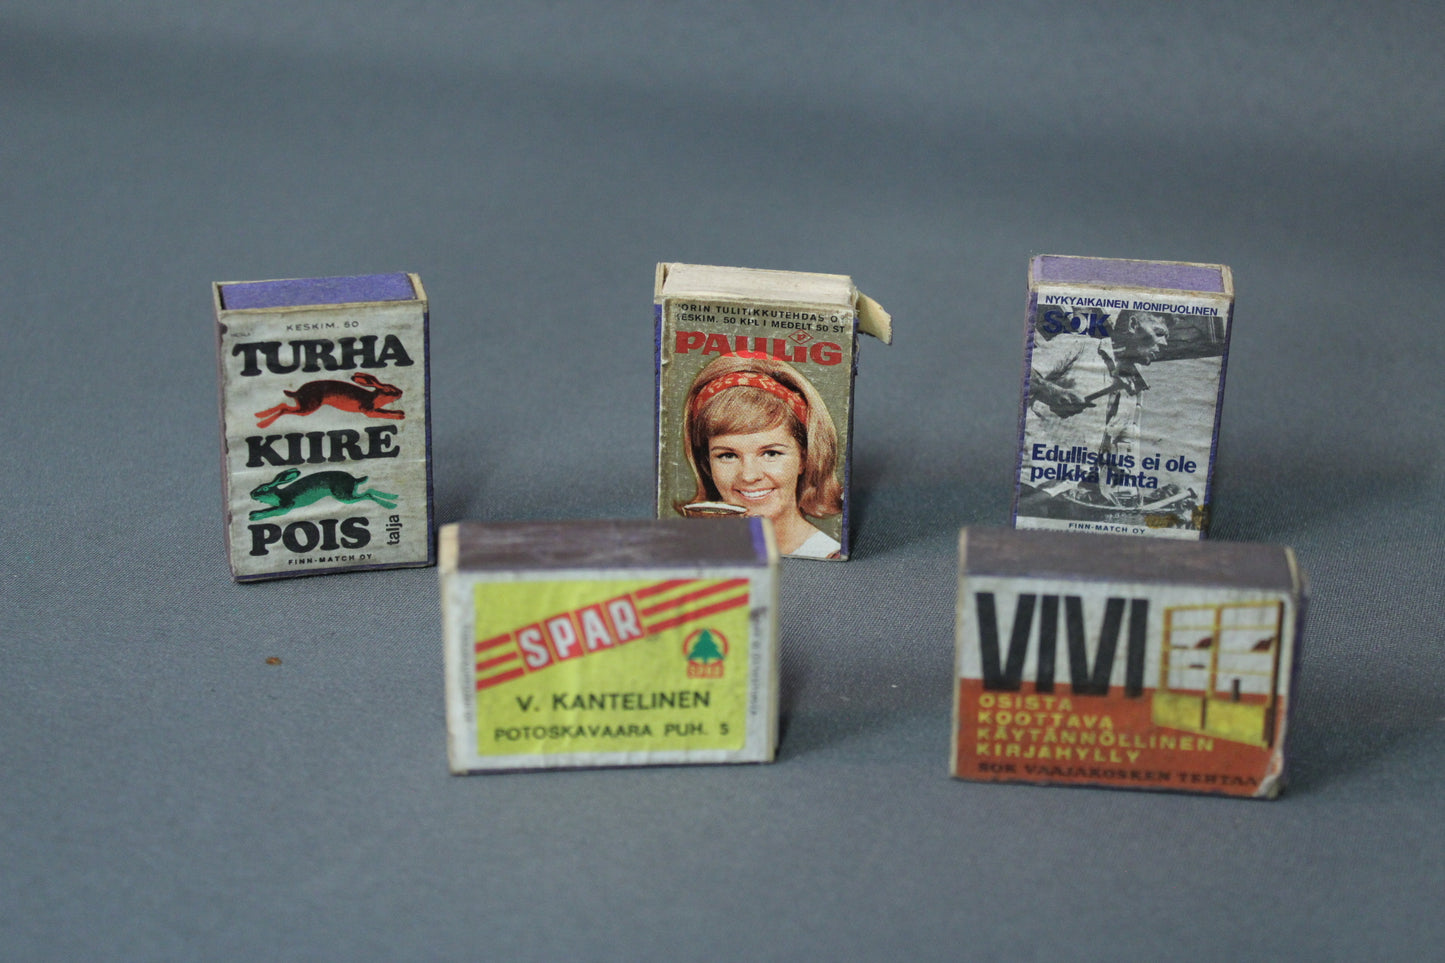 KESKIM. 50
TURHA
KIIRE
POIS
talja
FINN-MATCH OY
PORIN TULITIKKUTEHDAS OY
KESKIM. 50 KPL I MEDELT 50 ST
PAULIG
NYKYAIKAINEN MONIPUOLINEN
SOK
Edullisuus ei ole
pelkkä hinta
FINN-MATCH OY
SPAR
SPAR
V. KANTELINEN
POTOSKAVAARA PUH. 5
VIVI
OSISTA
KOOTTAVA
KÄYTÄNNÖLLINEN
KIRJAHYLLY
SOK VAAJAKOSKEN TEHTAAT